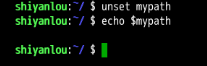 shiyanlou:~/ $ unset mypath
shiyanlou:~/ $ echo $mypath
shiyanlou:~/ $